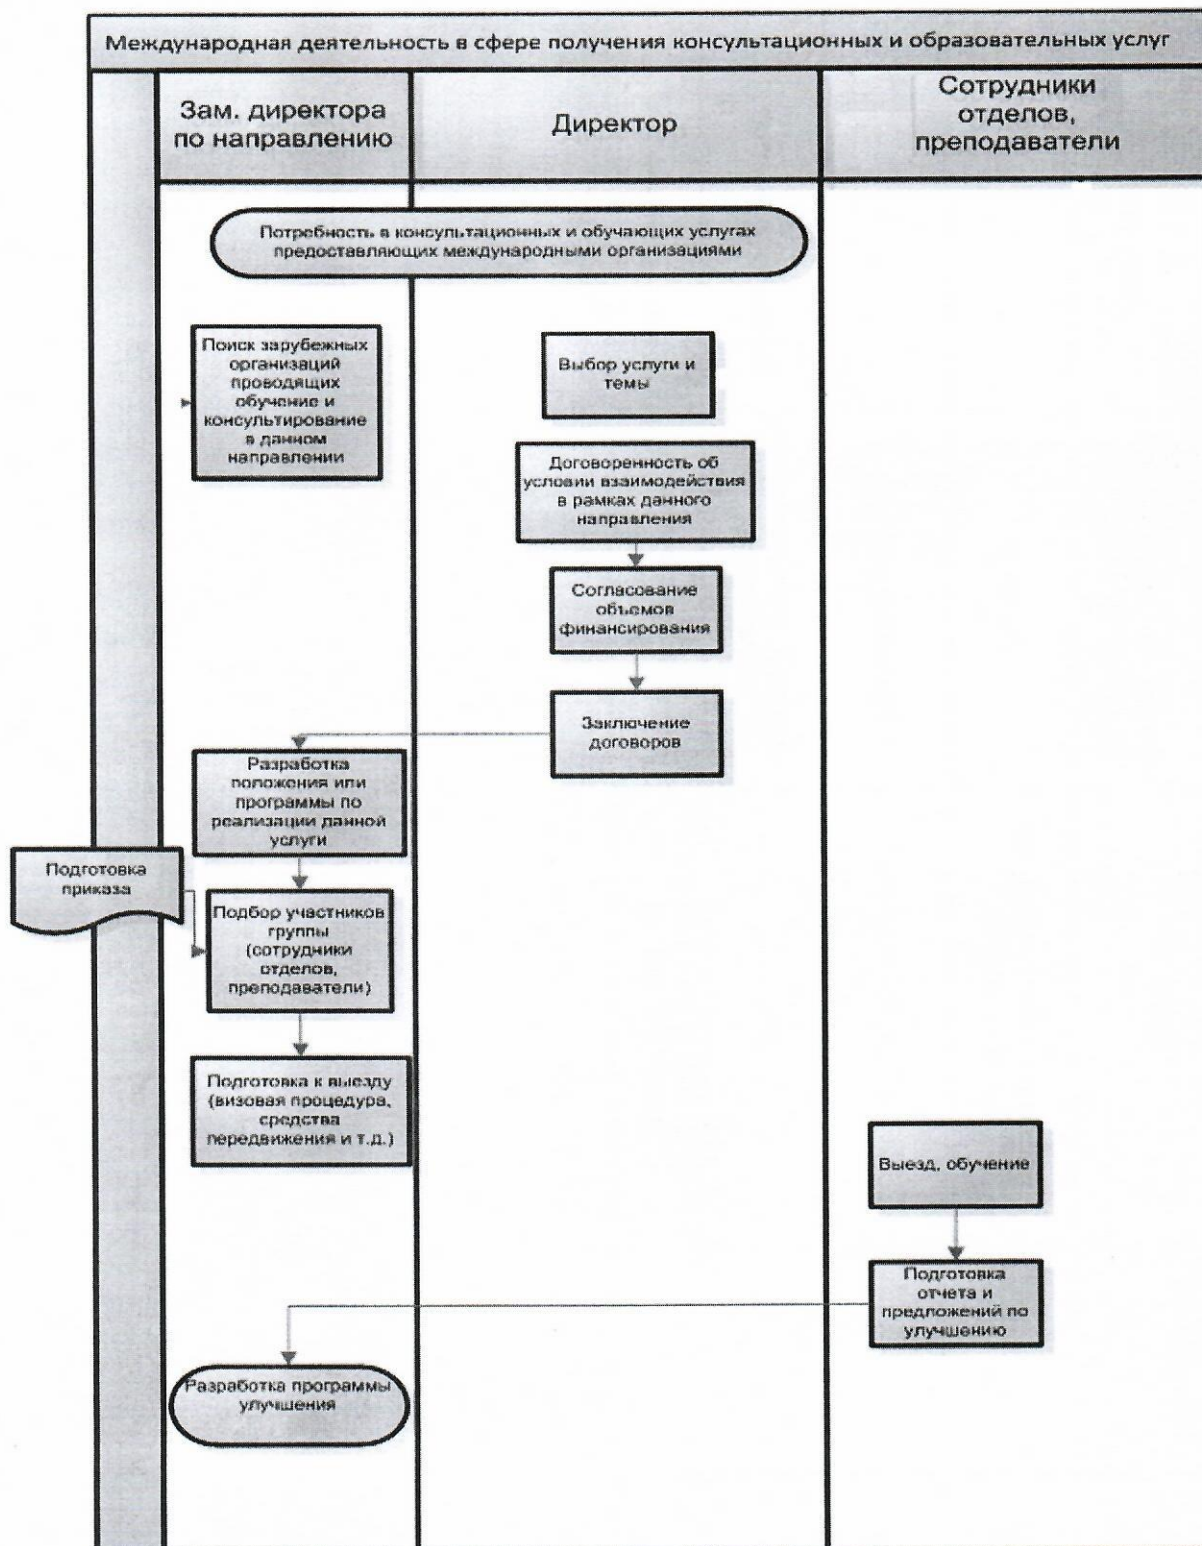 Международная деятельность в сфере получения консультационных и образовательных услуг
Зам. директора
по направлению
Директор
Сотрудники
отделов,
преподаватели
Потребность в консультационных и обучающих услугах
предоставляющих международными организациями
Поиск зарубежных
организаций
проводящих
обучение и
консультирование
в данном
направлении
Выбор услуги и
темы
Договоренность об
условии взаимодействия
в рамках данного
направления
Согласование
объемов
финансирования
Заключение
договоров
Разработка
положения или
программы по
реализации данной
услуги
Подготовка
приказа
Подбор участников
группы
(сотрудники
отделов,
преподаватели)
Подготовка к выезду
(визовая процедура,
средства
передвижения и т.д.)
Выезд, обучение
Подготовка
отчета и
предложений по
улучшению
Разработка программы
улучшения